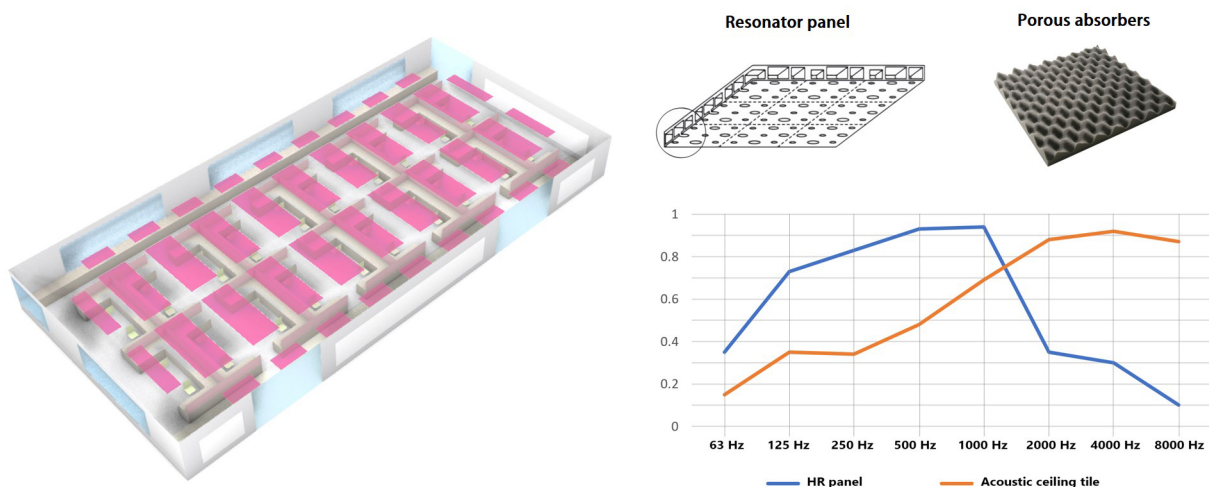 Resonator panel
Porous absorbers
1
0.8
0.6
0.4
0.2
0
63 Hz 125 Hz 250 Hz 500 Hz 1000 Hz 2000 Hz 4000 Hz 8000 Hz
HR panel Acoustic ceiling tile